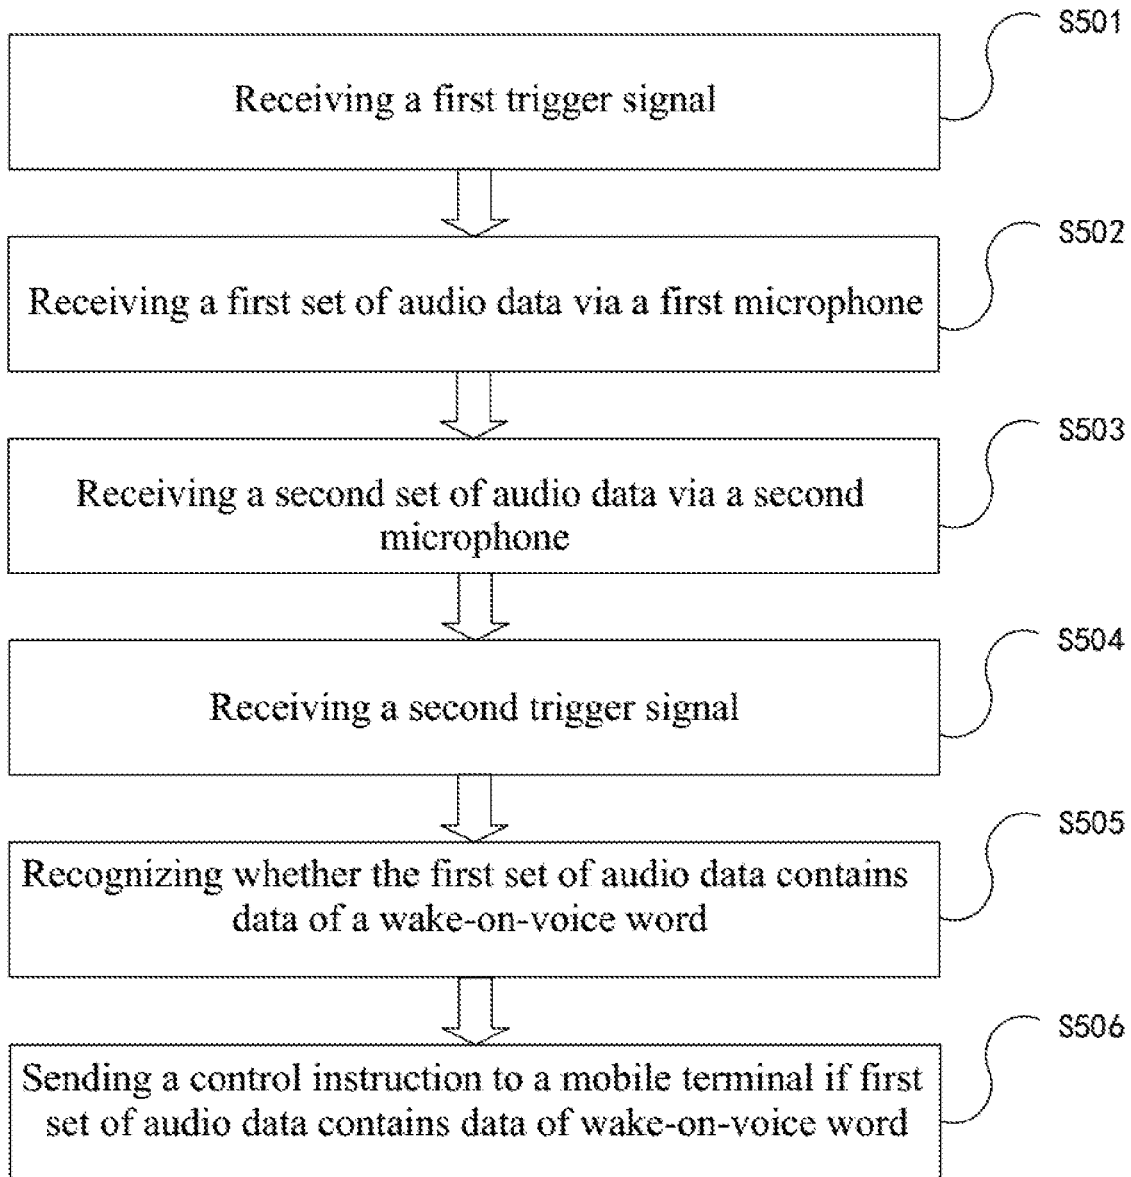 S501
Receiving a first trigger signal
S502
Receiving a first set of audio data via a first microphone
S503
Receiving a second set of audio data via a second
microphone
S504
Receiving a second trigger signal
S505
Recognizing whether the first set of audio data contains
data of a wake-on-voice word
S506
Sending a control instruction to a mobile terminal if first
set of audio data contains data of wake-on-voice word